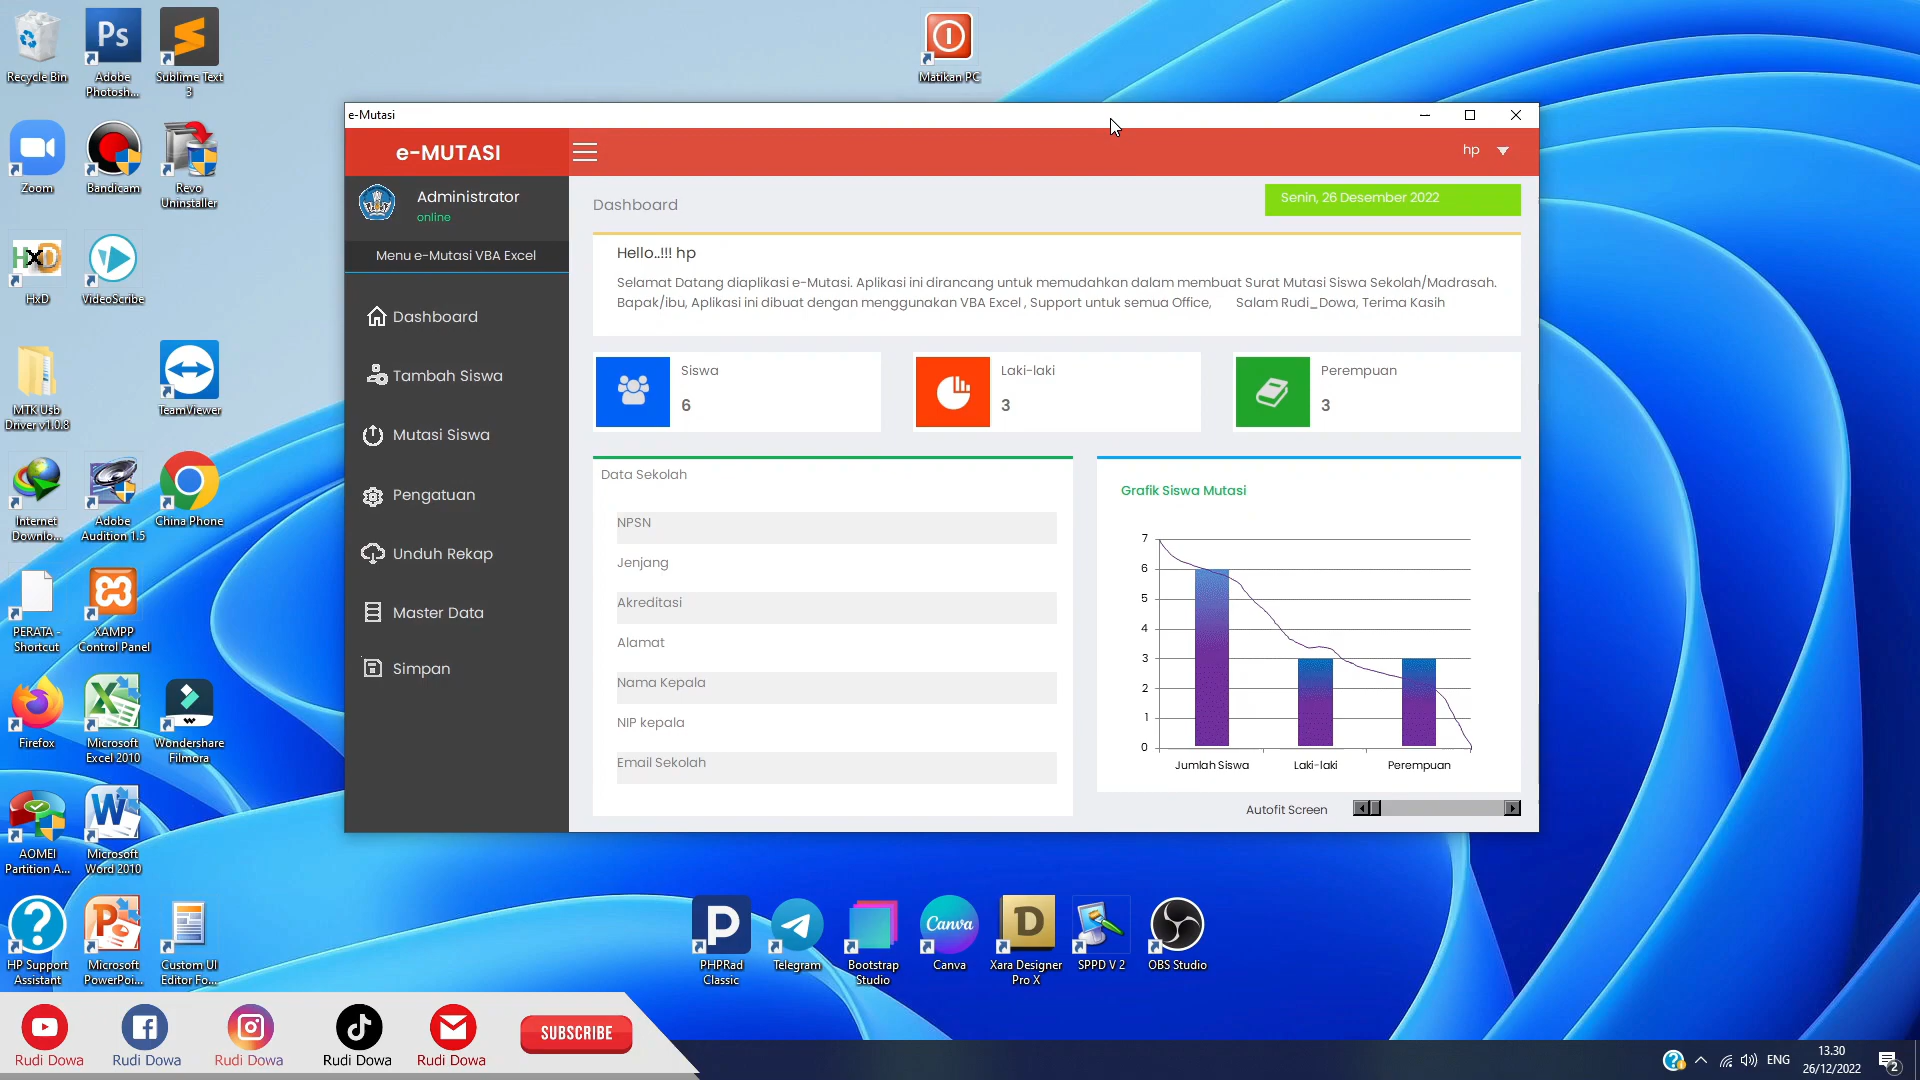 Recycle Bin
Adobe
Photosh...
Sublime Text
3
Matikan PC
Zoom
Bandicam
Revo
Uninstaller
HxD
VideoScribe
MTK Usb
Driver v1.0.8
TeamViewer
Internet
Downlo...
Adobe
Audition 1.5
China Phone
PERATA -
Shortcut
XAMPP
Control Panel
Firefox
Microsoft
Excel 2010
Wondershare
Filmora
AOMEI
Partition A...
Microsoft
Word 2010
HP Support
Assistant
Microsoft
PowerPoi...
Custom UI
Editor Fo...
e-Mutasi
e-MUTASI
hp
Administrator
online
Menu e-Mutasi VBA Excel
Dashboard
Tambah Siswa
Mutasi Siswa
Pengatuan
Unduh Rekap
Master Data
Simpan
Dashboard
Senin, 26 Desember 2022
Hello..!!! hp
Selamat Datang diaplikasi e-Mutasi. Aplikasi ini dirancang untuk memudahkan dalam membuat Surat Mutasi Siswa Sekolah/Madrasah.
Bapak/ibu, Aplikasi ini dibuat dengan menggunakan VBA Excel , Support untuk semua Office, Salam Rudi_Dowa, Terima Kasih
Siswa
6
Laki-laki
3
Perempuan
3
Data Sekolah
NPSN
Jenjang
Akreditasi
Alamat
Nama Kepala
NIP kepala
Email Sekolah
Grafik Siswa Mutasi
7
6
5
4
3
2
1
0
Jumlah Siswa
Laki-laki
Perempuan
Autofit Screen
PHPRad
Classic
Telegram
Bootstrap
Studio
Canva
Canva
Xara Designer
Pro X
SPPD V 2
OBS Studio
Rudi Dowa
Rudi Dowa
Rudi Dowa
Rudi Dowa
Rudi Dowa
SUBSCRIBE
ENG
13.30
26/12/2022
2